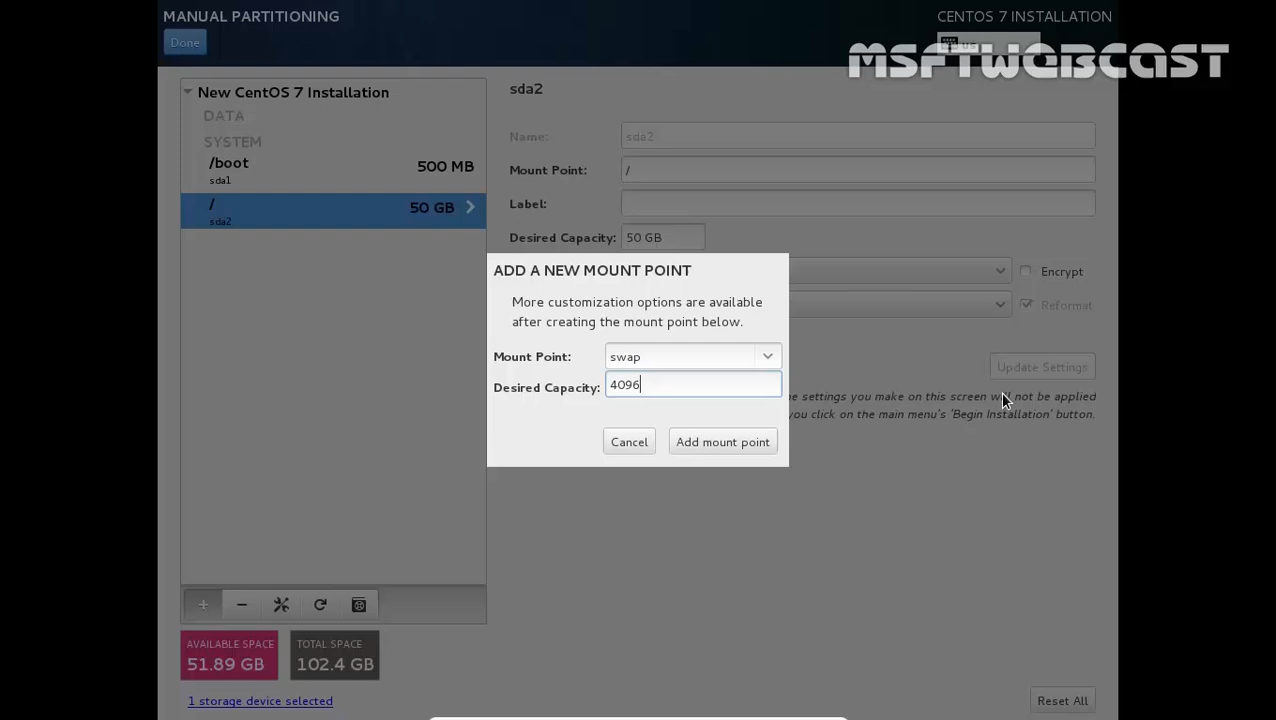 MANUAL PARTITIONING
CENTOS 7 INSTALLATION
Done
us
MSFTWEBCAST
New CentOS 7 Installation
DATA
SYSTEM
/boot
500 MB
sda1
/
50 GB
sda2
sda2
Name:
sda2
Mount Point:
/
Label:
Desired Capacity:
50 GB
Encrypt
Reformat
Update Settings
settings you make on this screen will not be applied
you click on the main menu's 'Begin Installation' button.
ADD A NEW MOUNT POINT
More customization options are available
after creating the mount point below.
Mount Point:
swap
Desired Capacity:
4096
Cancel
Add mount point
+
−
AVAILABLE SPACE
51.89 GB
TOTAL SPACE
102.4 GB
1 storage device selected
Reset All